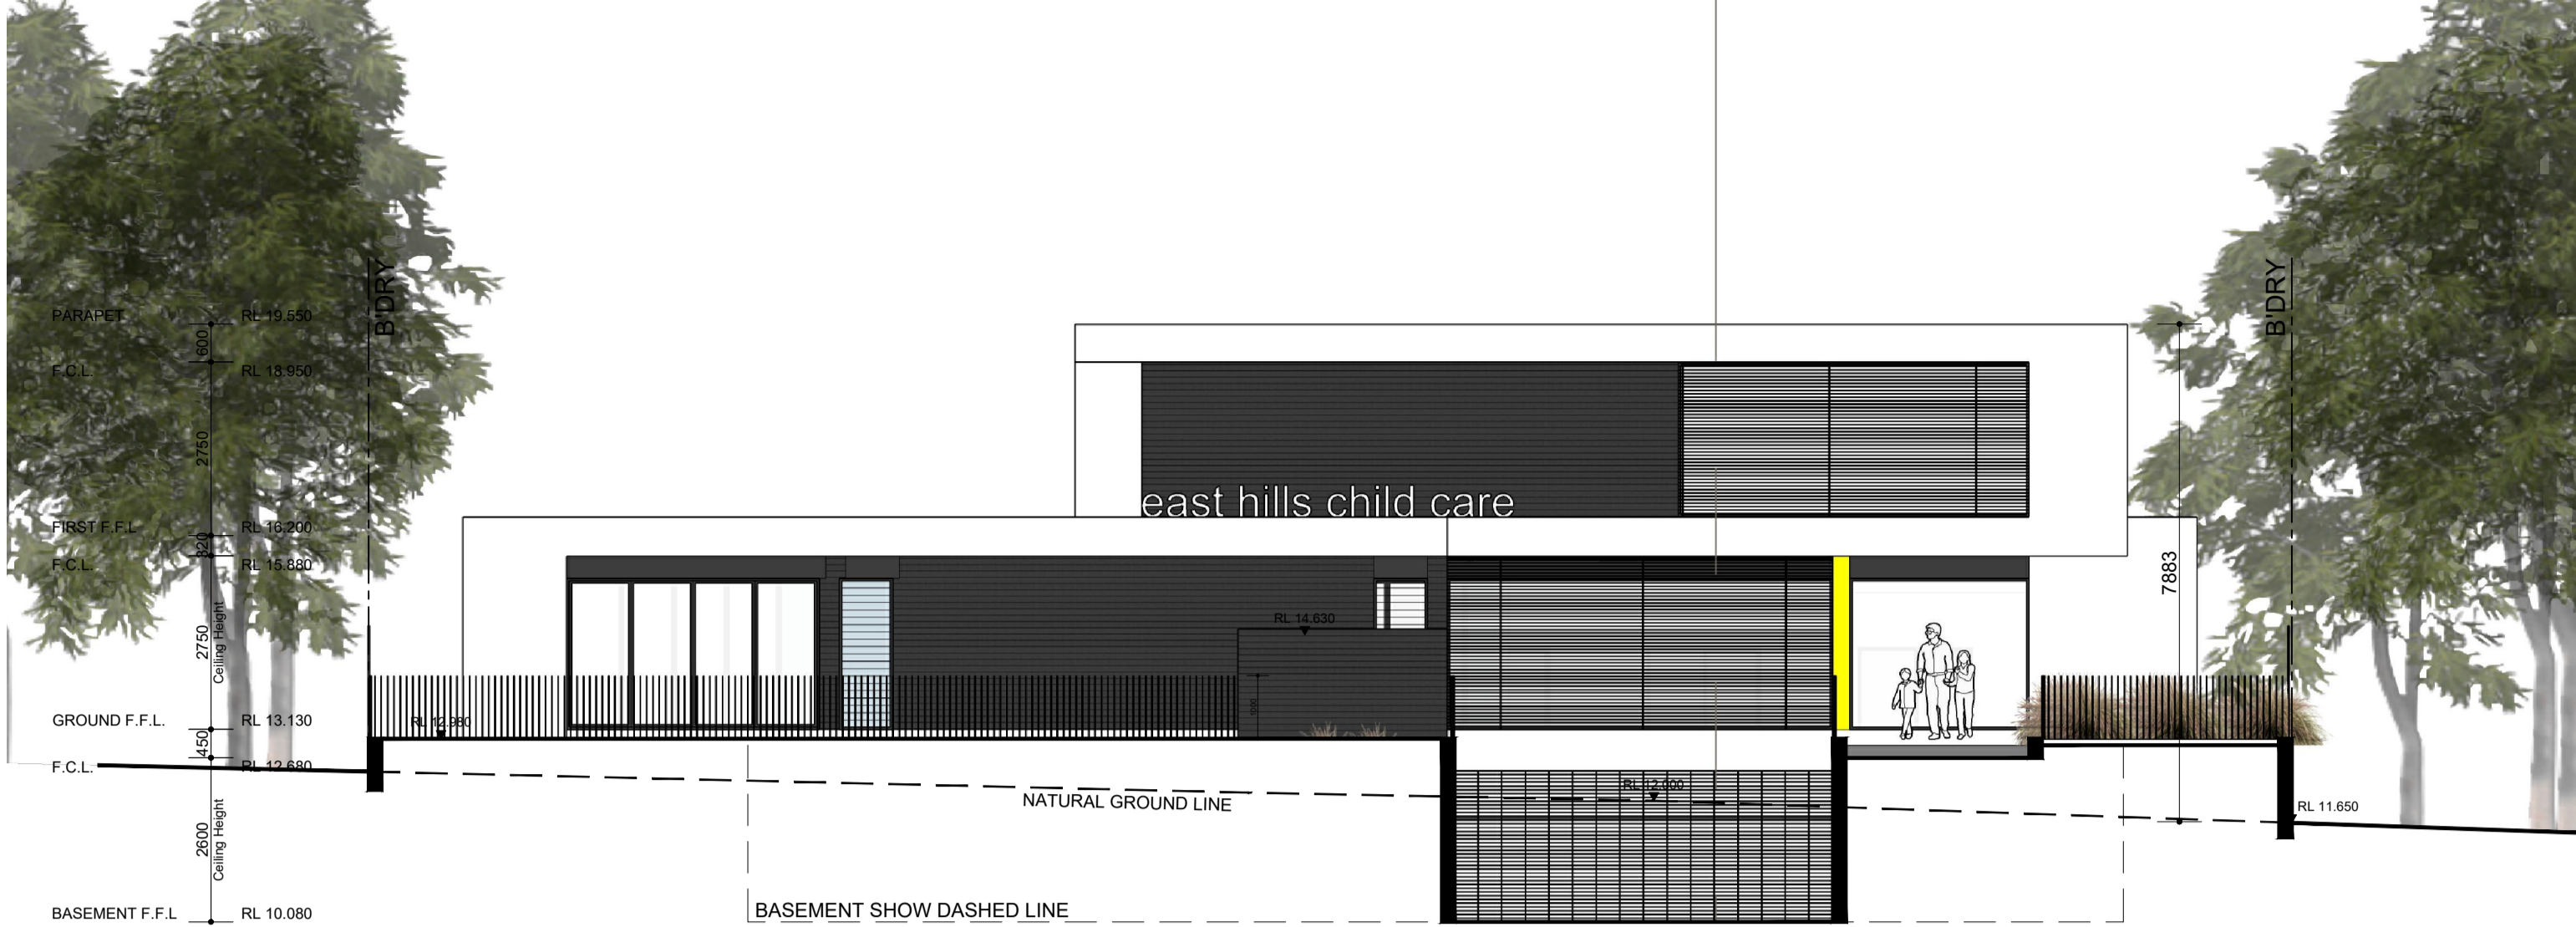 B'DRY
B'DRY
PARAPET RL 19.550
600
F.C.L. RL 18.950
2750
east hills child care
FIRST F.F.L RL 16.200
320
F.C.L. RL 15.880
7883
2750
Ceiling Height
RL 14.630
1000
GROUND F.F.L. RL 13.130
RL 12.980
450
F.C.L. RL 12.680
RL 12.000
NATURAL GROUND LINE
RL 11.650
2600
Ceiling Height
BASEMENT F.F.L RL 10.080
BASEMENT SHOW DASHED LINE